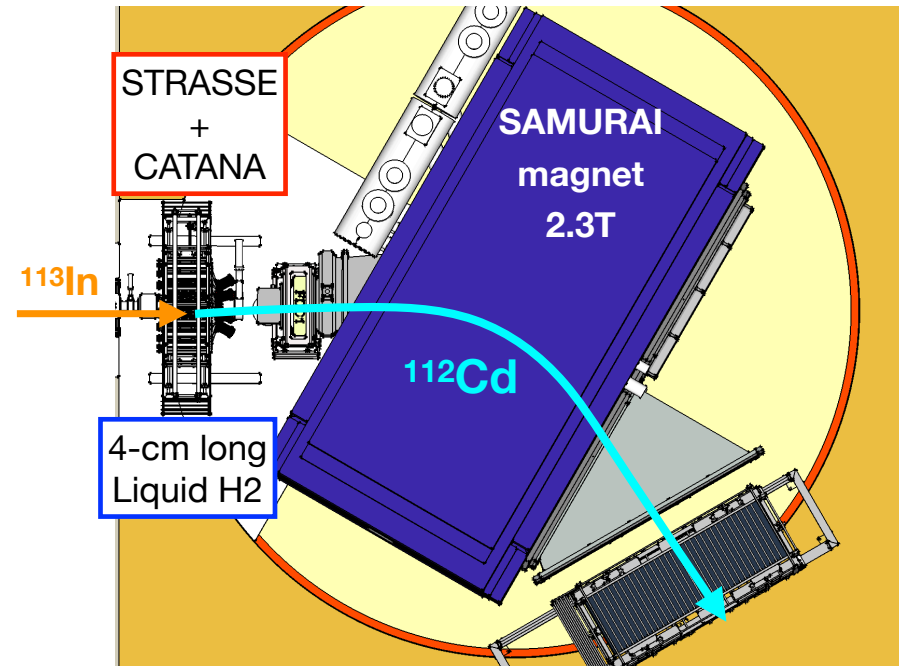 STRASSE
+
CATANA
SAMURAI
magnet
2.3T
¹¹³In
¹¹²Cd
4-cm long
Liquid H2